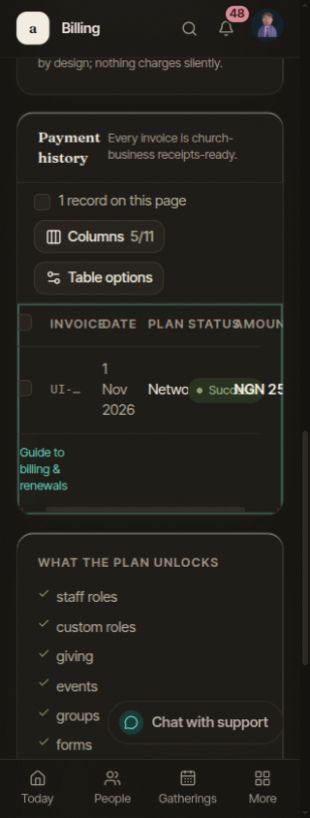 a Billing 48
by design; nothing charges silently.
Payment history
Every invoice is church-
business receipts-ready.
1 record on this page
Columns 5/11
Table options
INVOICE DATE PLAN STATUS AMOUN
UI-… 1 Nov 2026 Netwo Succ NGN 25
Guide to
billing &
renewals
WHAT THE PLAN UNLOCKS
staff roles
custom roles
giving
events
groups
Chat with support
forms
Today People Gatherings More